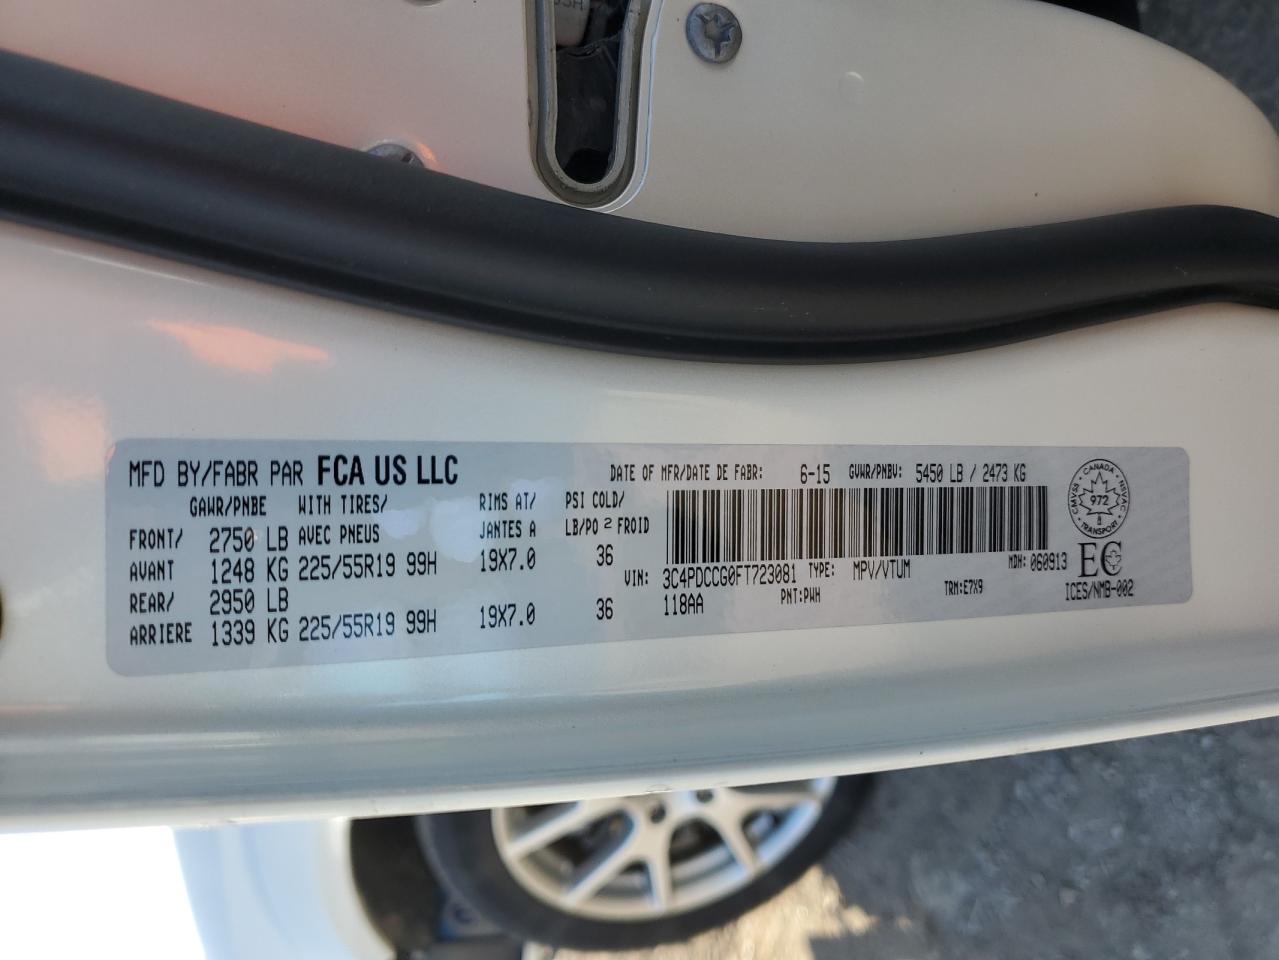 MFD BY/FABR PAR FCA US LLC DATE OF MFR/DATE DE FABR: 6-15 GVWR/PNBV: 5450 LB / 2473 KG
GAWR/PNBE WITH TIRES/ RIMS AT/ PSI COLD/
AVEC PNEUS JANTES A LB/PO 2 FROID
FRONT/ 2750 LB
AVANT 1248 KG 225/55R19 99H 19X7.0 36
REAR/ 2950 LB
ARRIERE 1339 KG 225/55R19 99H 19X7.0 36
VIN: 3C4PDCCG0FT723081 TYPE: MPV/VTUM MDH: 060913
118AA PNT: PWH TRM: E7X9
CANADA
CMVSS 972 NSVAC
TRANSPORT
EC
ICES/NMB-002